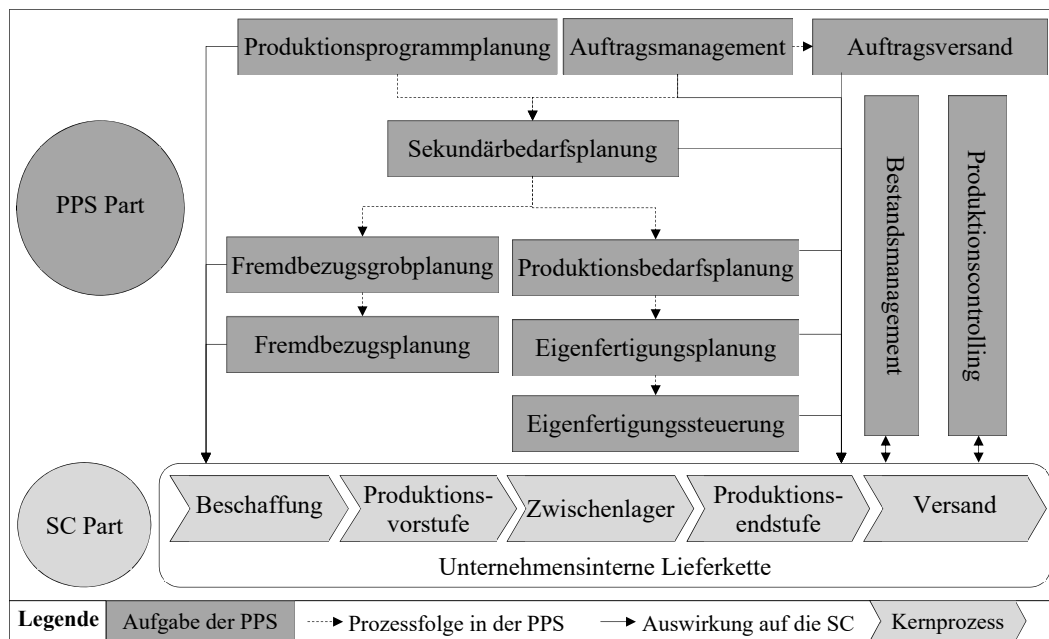 Produktionsprogrammplanung
Auftragsmanagement
Auftragsversand
PPS Part
Sekundärbedarfsplanung
Bestandsmanagement
Produktionscontrolling
Fremdbezugsgrobplanung
Produktionsbedarfsplanung
Fremdbezugsplanung
Eigenfertigungsplanung
Eigenfertigungssteuerung
SC Part
Beschaffung
Produktions-
vorstufe
Zwischenlager
Produktions-
endstufe
Versand
Unternehmensinterne Lieferkette
Legende
Aufgabe der PPS
Prozessfolge in der PPS
Auswirkung auf die SC
Kernprozess